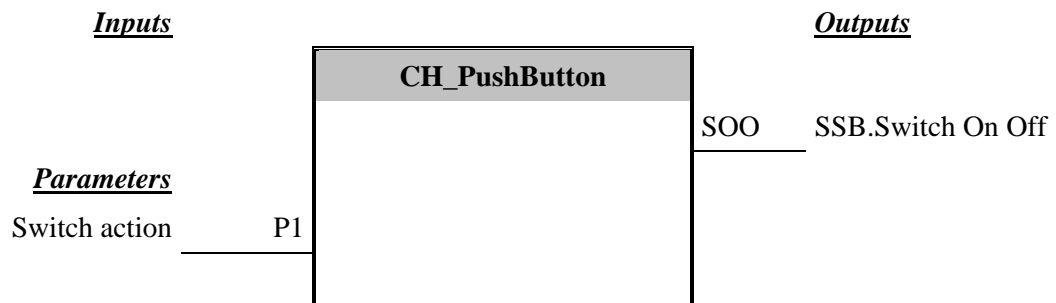 Inputs
Outputs
CH_PushButton
SOO SSB.Switch On Off
Parameters
Switch action P1